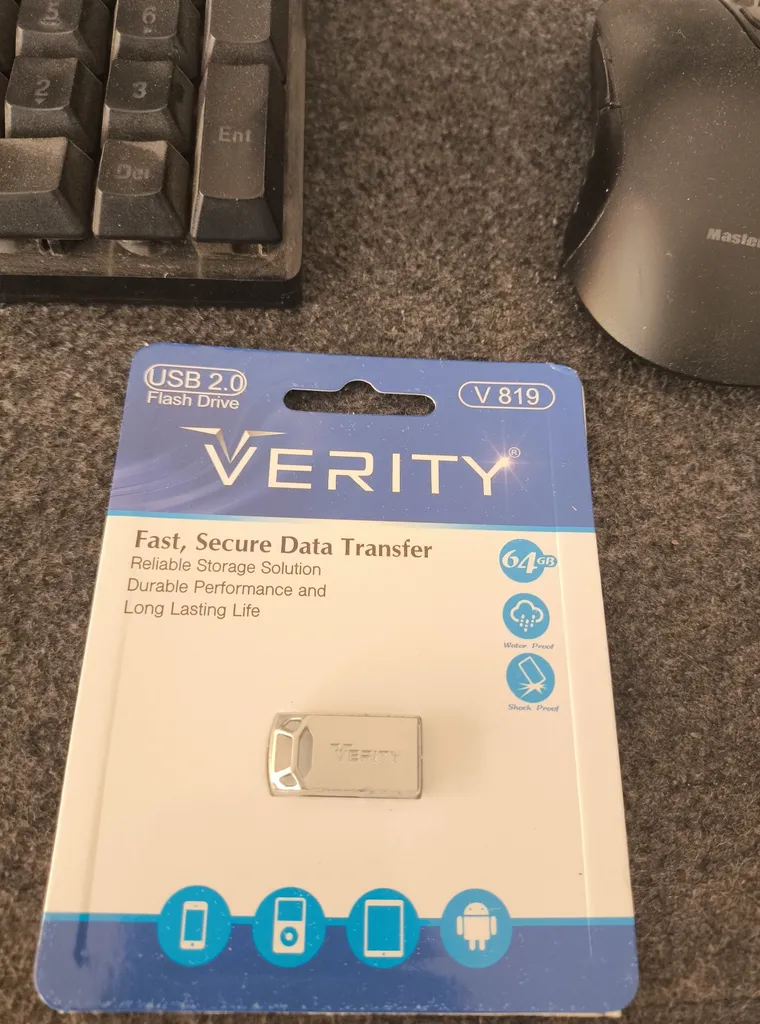 5
6
2
3
Ent
Del
Master
USB 2.0
Flash Drive
V 819
VERITY®
Fast, Secure Data Transfer
Reliable Storage Solution
Durable Performance and
Long Lasting Life
64GB
Water Proof
Shock Proof
VERITY